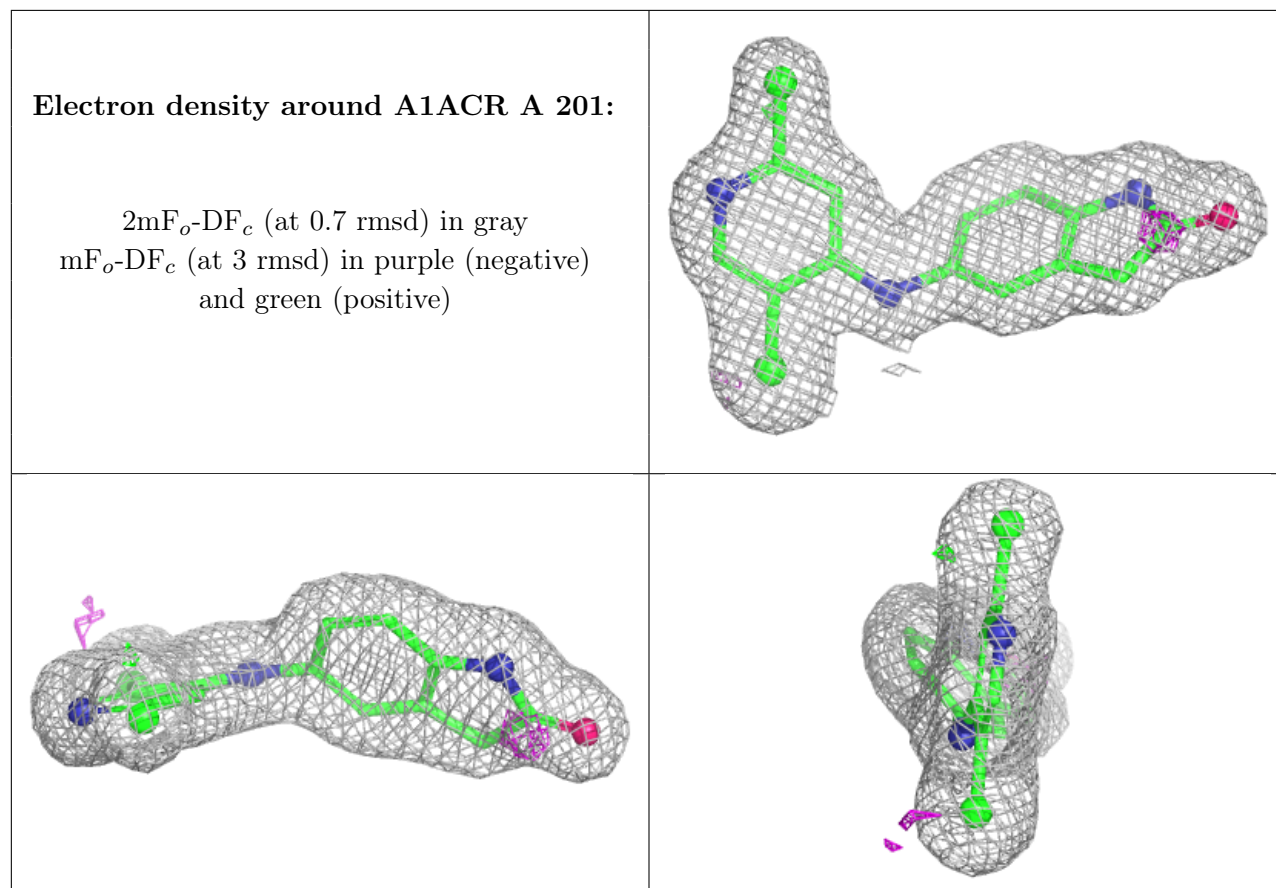 Electron density around A1ACR A 201:
2mFₒ-DF𝒸 (at 0.7 rmsd) in gray
mFₒ-DF𝒸 (at 3 rmsd) in purple (negative)
and green (positive)